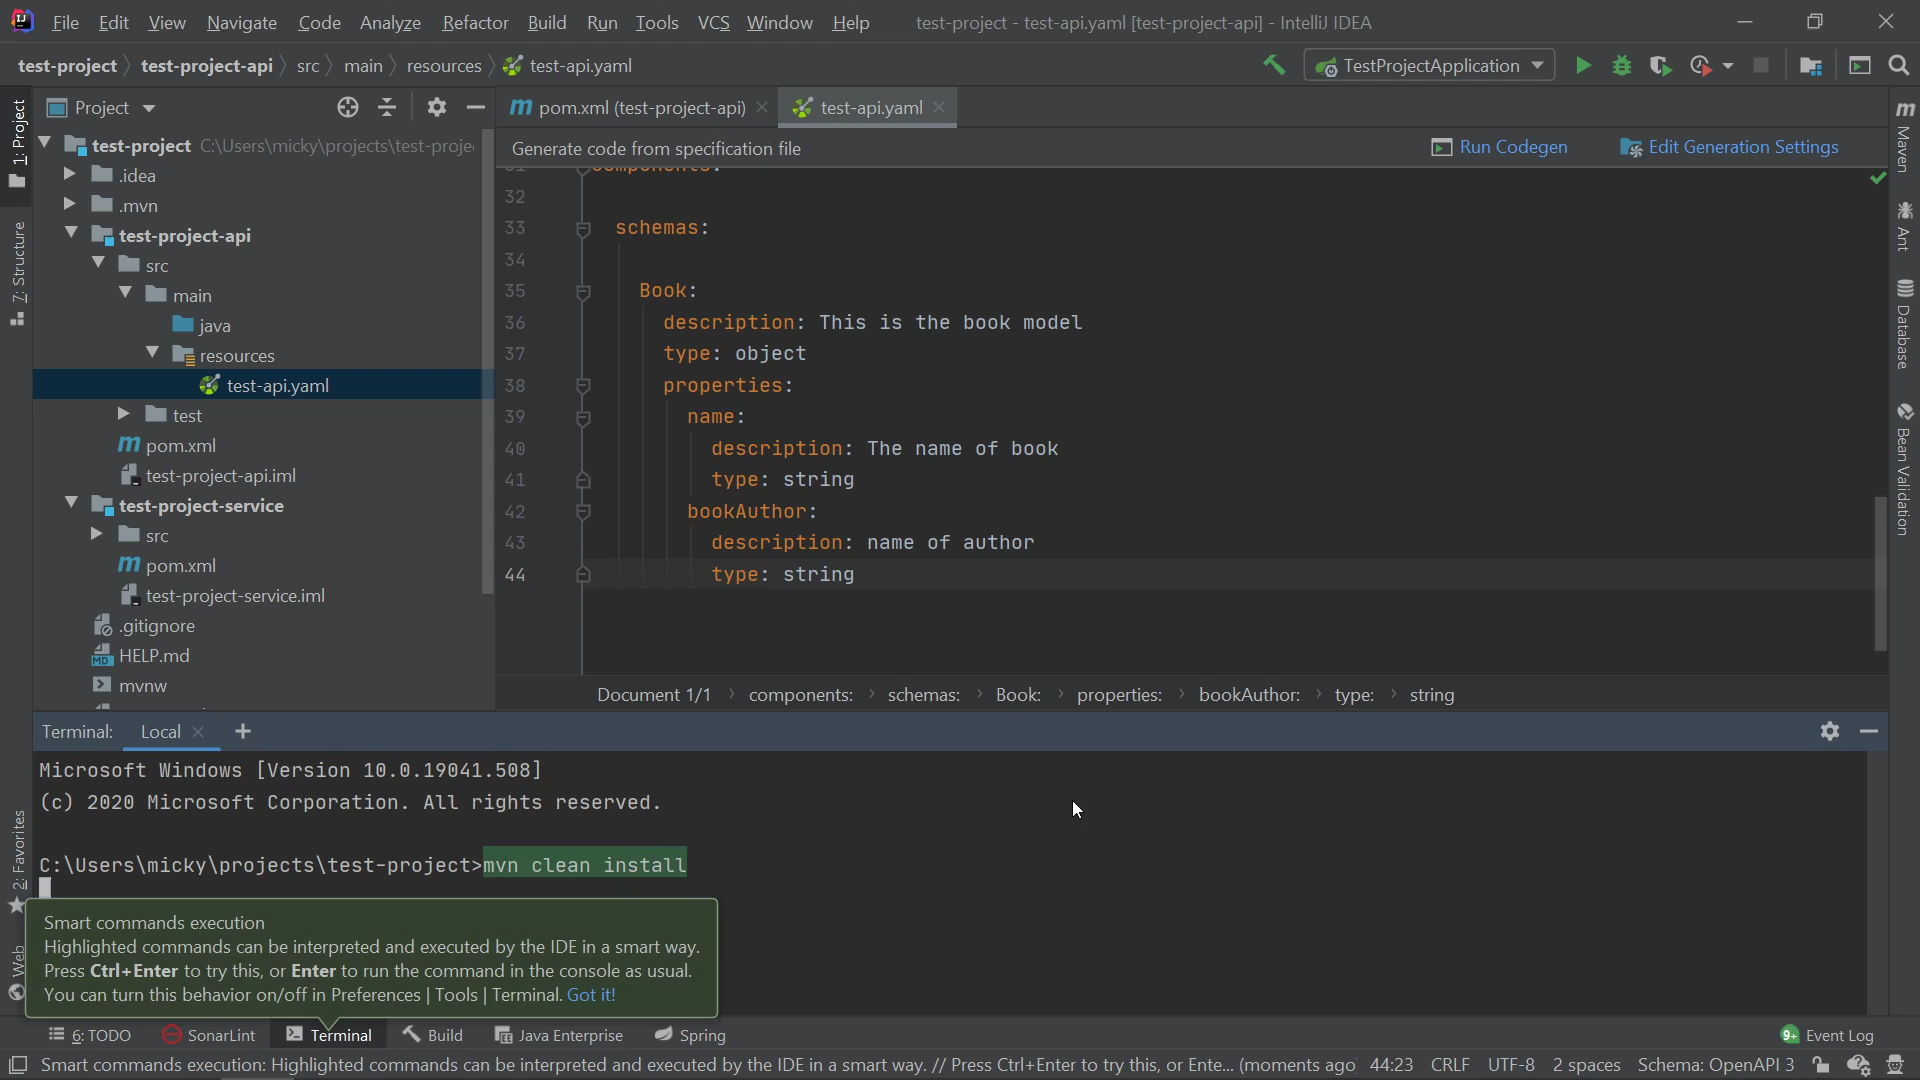 File Edit View Navigate Code Analyze Refactor Build Run Tools VCS Window Help test-project - test-api.yaml [test-project-api] - IntelliJ IDEA
test-project test-project-api src main resources test-api.yaml TestProjectApplication
1: Project
7: Structure
2: Favorites
Web
Project
test-project C:\Users\micky\projects\test-proje
.idea
.mvn
test-project-api
src
main
java
resources
test-api.yaml
test
pom.xml
test-project-api.iml
test-project-service
src
pom.xml
test-project-service.iml
.gitignore
HELP.md
mvnw
pom.xml (test-project-api) test-api.yaml
Generate code from specification file Run Codegen Edit Generation Settings
31 components:
32
33 schemas:
34
35 Book:
36 description: This is the book model
37 type: object
38 properties:
39 name:
40 description: The name of book
41 type: string
42 bookAuthor:
43 description: name of author
44 type: string
Document 1/1 components: schemas: Book: properties: bookAuthor: type: string
Maven
Ant
Database
Bean Validation
Terminal: Local
Microsoft Windows [Version 10.0.19041.508]
(c) 2020 Microsoft Corporation. All rights reserved.
C:\Users\micky\projects\test-project>mvn clean install
Smart commands execution
Highlighted commands can be interpreted and executed by the IDE in a smart way.
Press Ctrl+Enter to try this, or Enter to run the command in the console as usual.
You can turn this behavior on/off in Preferences | Tools | Terminal. Got it!
6: TODO SonarLint Terminal Build Java Enterprise Spring 9+ Event Log
Smart commands execution: Highlighted commands can be interpreted and executed by the IDE in a smart way. // Press Ctrl+Enter to try this, or Ente... (moments ago 44:23 CRLF UTF-8 2 spaces Schema: OpenAPI 3